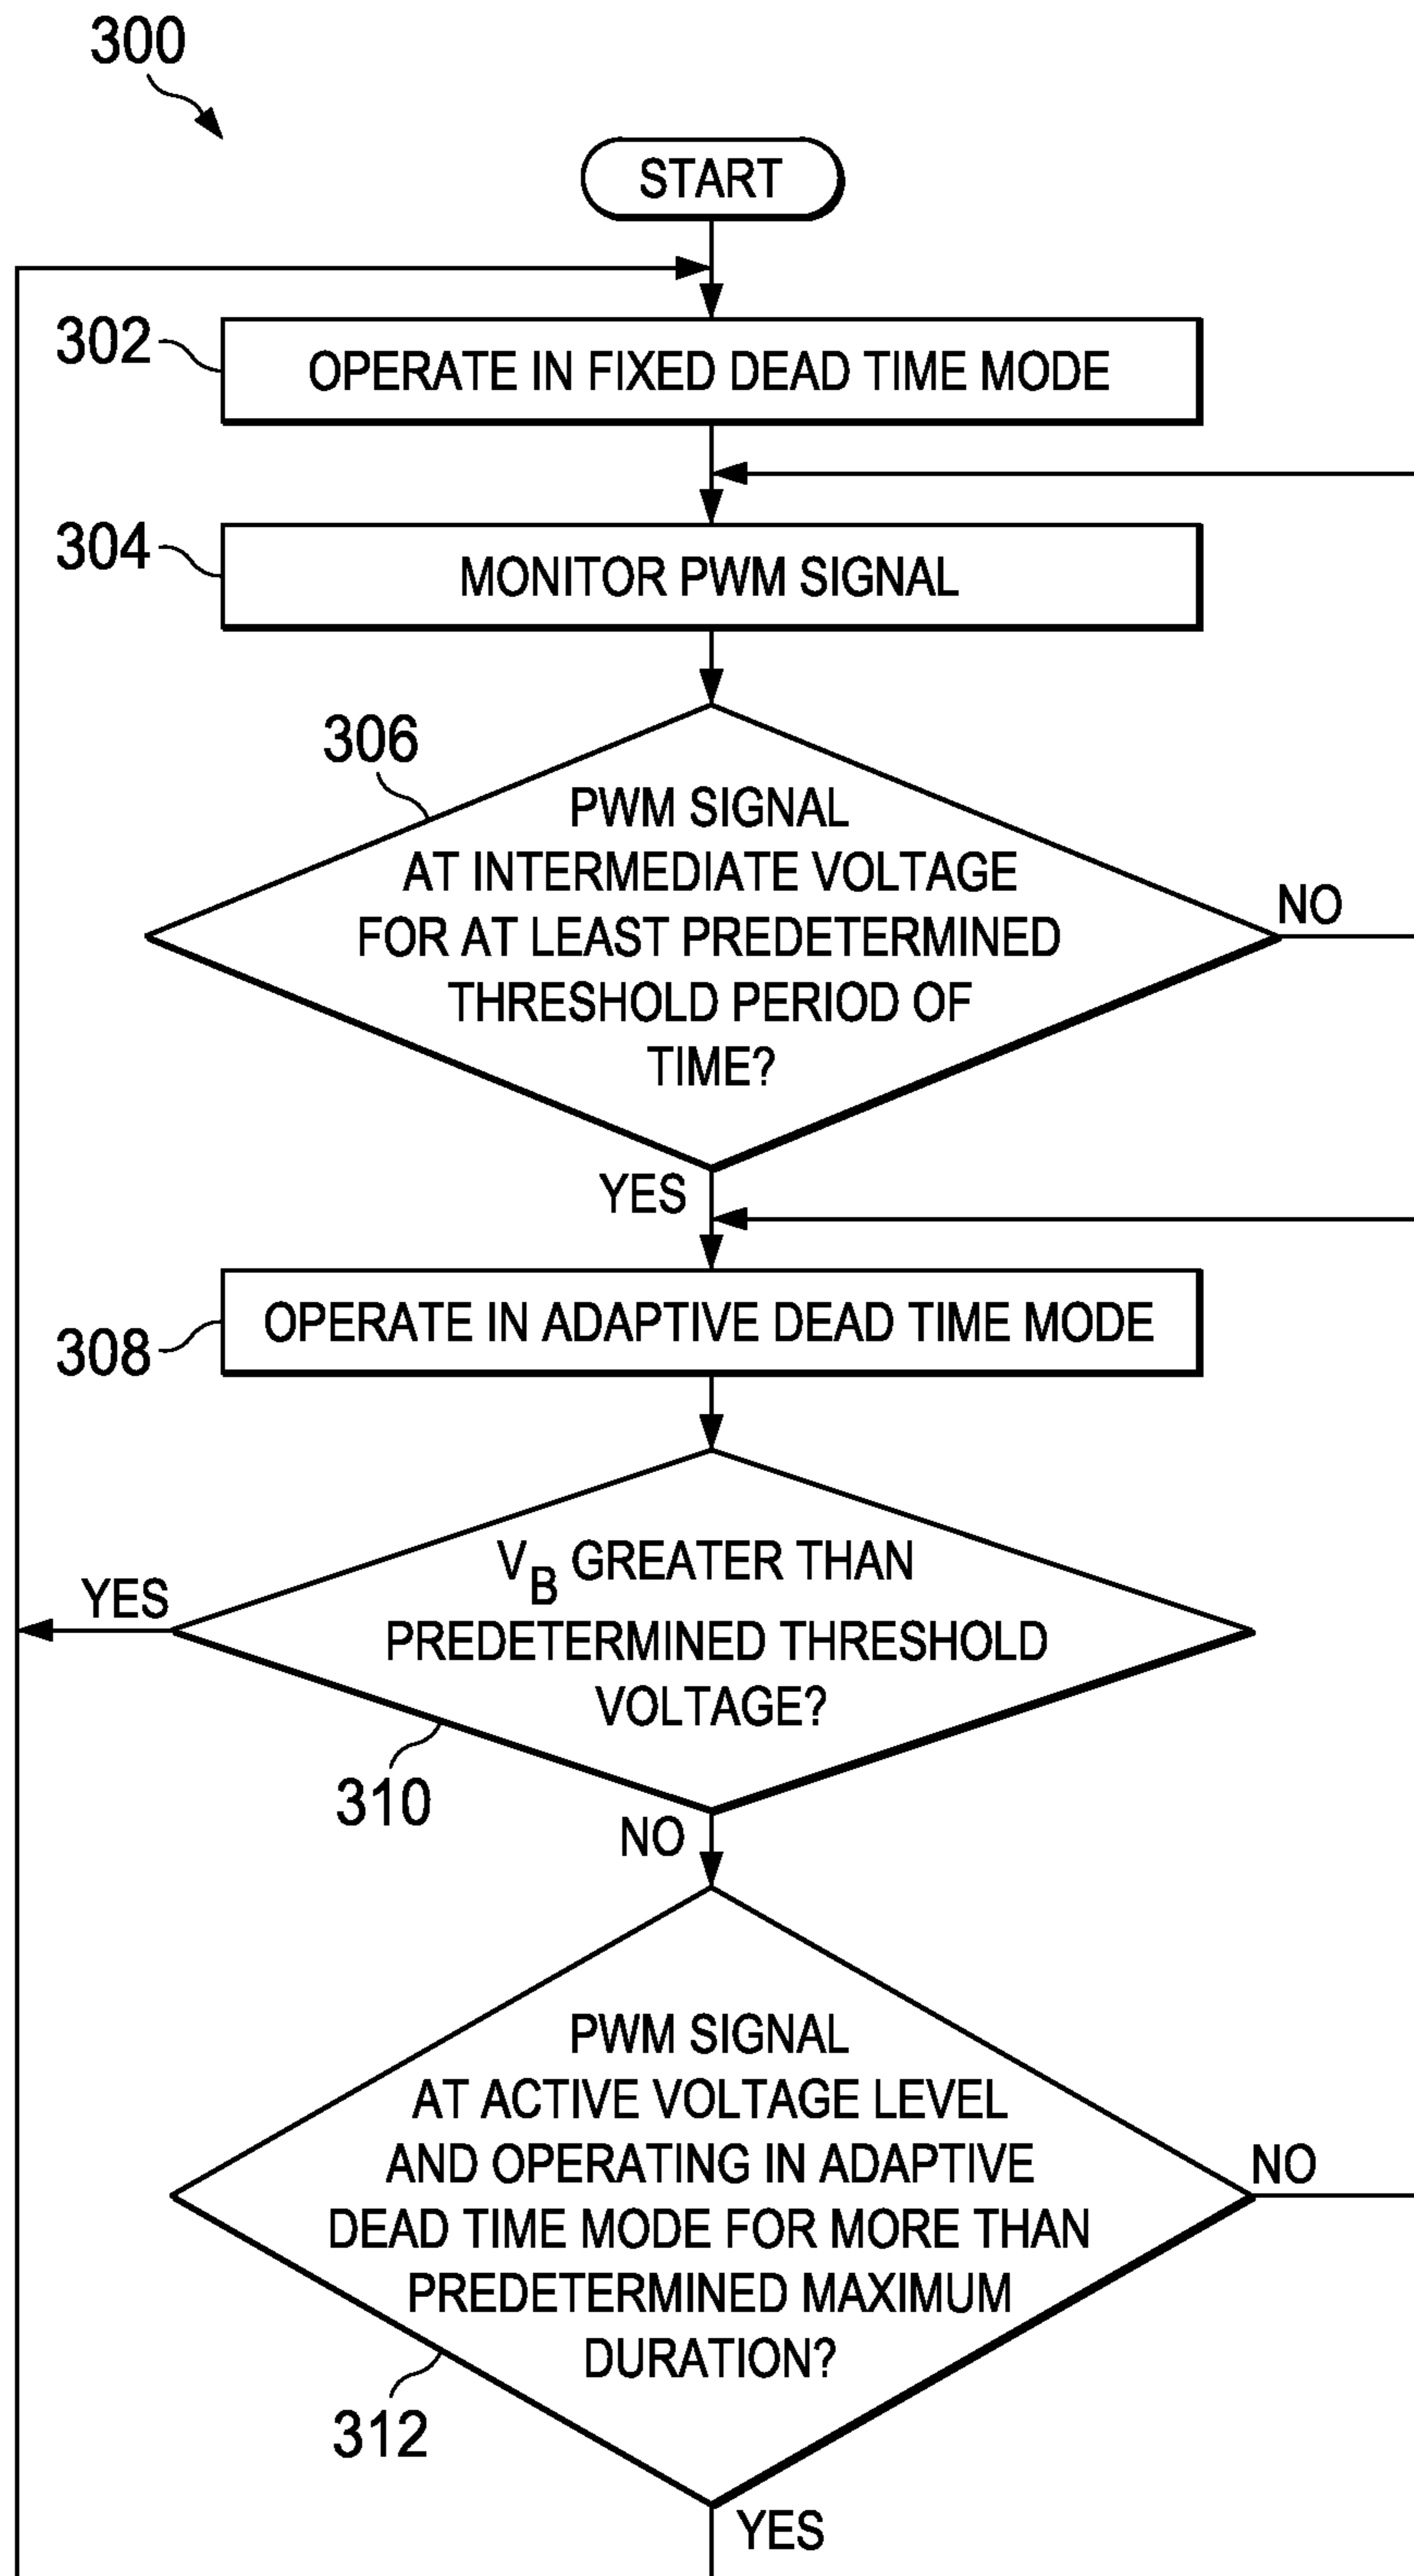 300
START
302
OPERATE IN FIXED DEAD TIME MODE
304
MONITOR PWM SIGNAL
306
PWM SIGNAL
AT INTERMEDIATE VOLTAGE
FOR AT LEAST PREDETERMINED
THRESHOLD PERIOD OF
TIME?
NO
YES
308
OPERATE IN ADAPTIVE DEAD TIME MODE
VB GREATER THAN
PREDETERMINED THRESHOLD
VOLTAGE?
YES
310
NO
PWM SIGNAL
AT ACTIVE VOLTAGE LEVEL
AND OPERATING IN ADAPTIVE
DEAD TIME MODE FOR MORE THAN
PREDETERMINED MAXIMUM
DURATION?
NO
312
YES